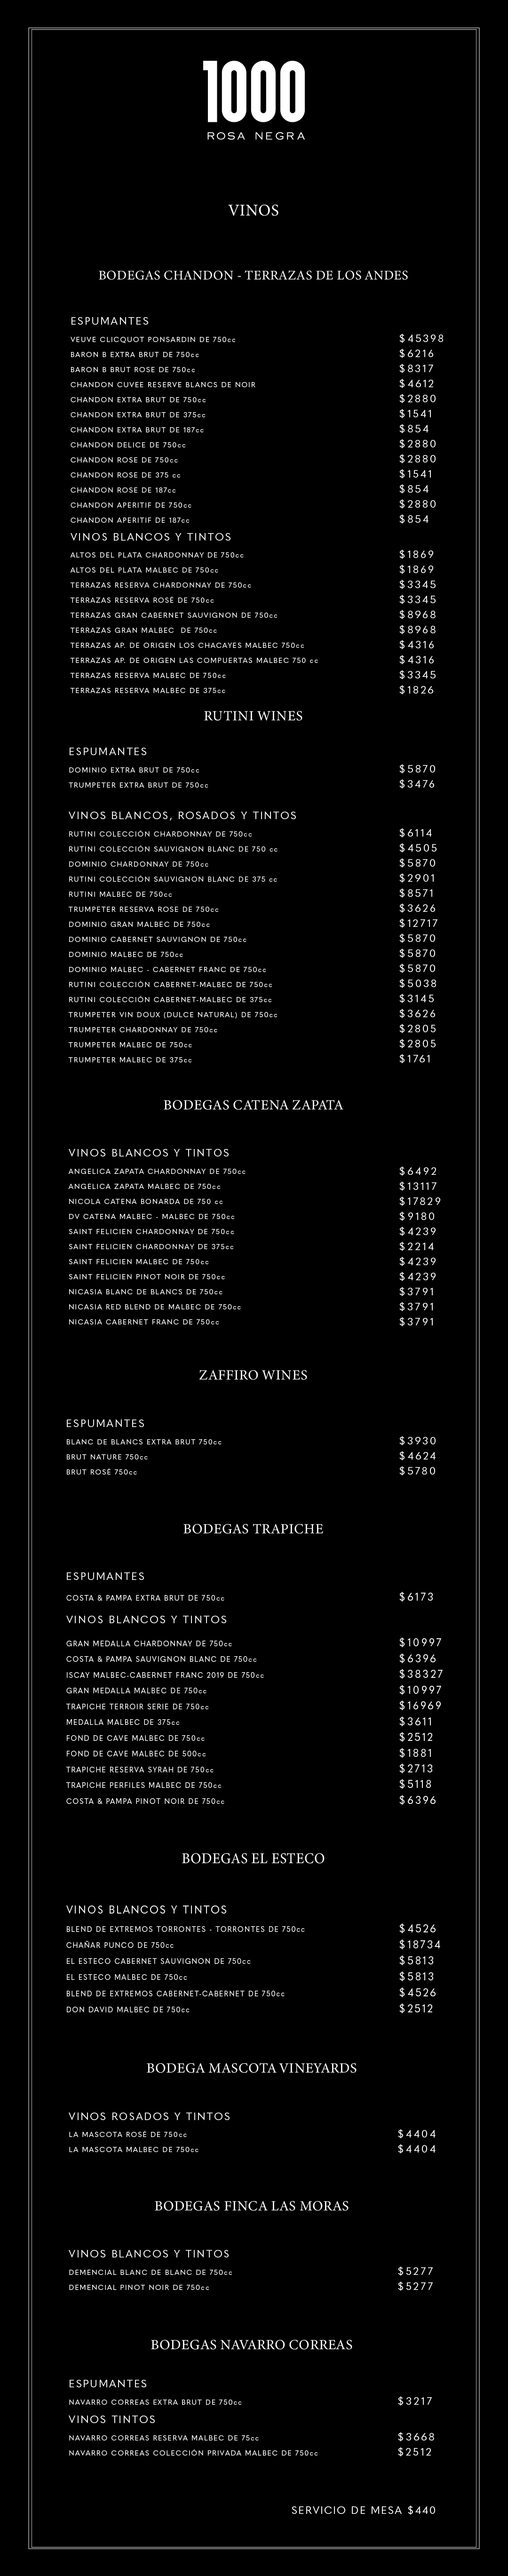 1000
ROSA NEGRA
VINOS
BODEGAS CHANDON - TERRAZAS DE LOS ANDES
ESPUMANTES
VEUVE CLICQUOT PONSARDIN DE 750cc $45398
BARON B EXTRA BRUT DE 750cc $6216
BARON B BRUT ROSE DE 750cc $8317
CHANDON CUVEE RESERVE BLANCS DE NOIR $4612
CHANDON EXTRA BRUT DE 750cc $2880
CHANDON EXTRA BRUT DE 375cc $1541
CHANDON EXTRA BRUT DE 187cc $854
CHANDON DELICE DE 750cc $2880
CHANDON ROSE DE 750cc $2880
CHANDON ROSE DE 375 cc $1541
CHANDON ROSE DE 187cc $854
CHANDON APERITIF DE 750cc $2880
CHANDON APERITIF DE 187cc $854
VINOS BLANCOS Y TINTOS
ALTOS DEL PLATA CHARDONNAY DE 750cc $1869
ALTOS DEL PLATA MALBEC DE 750cc $1869
TERRAZAS RESERVA CHARDONNAY DE 750cc $3345
TERRAZAS RESERVA ROSÉ DE 750cc $3345
TERRAZAS GRAN CABERNET SAUVIGNON DE 750cc $8968
TERRAZAS GRAN MALBEC DE 750cc $8968
TERRAZAS AP. DE ORIGEN LOS CHACAYES MALBEC 750cc $4316
TERRAZAS AP. DE ORIGEN LAS COMPUERTAS MALBEC 750 cc $4316
TERRAZAS RESERVA MALBEC DE 750cc $3345
TERRAZAS RESERVA MALBEC DE 375cc $1826
RUTINI WINES
ESPUMANTES
DOMINIO EXTRA BRUT DE 750cc $5870
TRUMPETER EXTRA BRUT DE 750cc $3476
VINOS BLANCOS, ROSADOS Y TINTOS
RUTINI COLECCIÓN CHARDONNAY DE 750cc $6114
RUTINI COLECCIÓN SAUVIGNON BLANC DE 750 cc $4505
DOMINIO CHARDONNAY DE 750cc $5870
RUTINI COLECCIÓN SAUVIGNON BLANC DE 375 cc $2901
RUTINI MALBEC DE 750cc $8571
TRUMPETER RESERVA ROSE DE 750cc $3626
DOMINIO GRAN MALBEC DE 750cc $12717
DOMINIO CABERNET SAUVIGNON DE 750cc $5870
DOMINIO MALBEC DE 750cc $5870
DOMINIO MALBEC - CABERNET FRANC DE 750cc $5870
RUTINI COLECCIÓN CABERNET-MALBEC DE 750cc $5038
RUTINI COLECCIÓN CABERNET-MALBEC DE 375cc $3145
TRUMPETER VIN DOUX (DULCE NATURAL) DE 750cc $3626
TRUMPETER CHARDONNAY DE 750cc $2805
TRUMPETER MALBEC DE 750cc $2805
TRUMPETER MALBEC DE 375cc $1761
BODEGAS CATENA ZAPATA
VINOS BLANCOS Y TINTOS
ANGELICA ZAPATA CHARDONNAY DE 750cc $6492
ANGELICA ZAPATA MALBEC DE 750cc $13117
NICOLA CATENA BONARDA DE 750 cc $17829
DV CATENA MALBEC - MALBEC DE 750cc $9180
SAINT FELICIEN CHARDONNAY DE 750cc $4239
SAINT FELICIEN CHARDONNAY DE 375cc $2214
SAINT FELICIEN MALBEC DE 750cc $4239
SAINT FELICIEN PINOT NOIR DE 750cc $4239
NICASIA BLANC DE BLANCS DE 750cc $3791
NICASIA RED BLEND DE MALBEC DE 750cc $3791
NICASIA CABERNET FRANC DE 750cc $3791
ZAFFIRO WINES
ESPUMANTES
BLANC DE BLANCS EXTRA BRUT 750cc $3930
BRUT NATURE 750cc $4624
BRUT ROSÉ 750cc $5780
BODEGAS TRAPICHE
ESPUMANTES
COSTA & PAMPA EXTRA BRUT DE 750cc $6173
VINOS BLANCOS Y TINTOS
GRAN MEDALLA CHARDONNAY DE 750cc $10997
COSTA & PAMPA SAUVIGNON BLANC DE 750cc $6396
ISCAY MALBEC-CABERNET FRANC 2019 DE 750cc $38327
GRAN MEDALLA MALBEC DE 750cc $10997
TRAPICHE TERROIR SERIE DE 750cc $16969
MEDALLA MALBEC DE 375cc $3611
FOND DE CAVE MALBEC DE 750cc $2512
FOND DE CAVE MALBEC DE 500cc $1881
TRAPICHE RESERVA SYRAH DE 750cc $2713
TRAPICHE PERFILES MALBEC DE 750cc $5118
COSTA & PAMPA PINOT NOIR DE 750cc $6396
BODEGAS EL ESTECO
VINOS BLANCOS Y TINTOS
BLEND DE EXTREMOS TORRONTES - TORRONTES DE 750cc $4526
CHAÑAR PUNCO DE 750cc $18734
EL ESTECO CABERNET SAUVIGNON DE 750cc $5813
EL ESTECO MALBEC DE 750cc $5813
BLEND DE EXTREMOS CABERNET-CABERNET DE 750cc $4526
DON DAVID MALBEC DE 750cc $2512
BODEGA MASCOTA VINEYARDS
VINOS ROSADOS Y TINTOS
LA MASCOTA ROSÉ DE 750cc $4404
LA MASCOTA MALBEC DE 750cc $4404
BODEGAS FINCA LAS MORAS
VINOS BLANCOS Y TINTOS
DEMENCIAL BLANC DE BLANC DE 750cc $5277
DEMENCIAL PINOT NOIR DE 750cc $5277
BODEGAS NAVARRO CORREAS
ESPUMANTES
NAVARRO CORREAS EXTRA BRUT DE 750cc $3217
VINOS TINTOS
NAVARRO CORREAS RESERVA MALBEC DE 75cc $3668
NAVARRO CORREAS COLECCIÓN PRIVADA MALBEC DE 750cc $2512
SERVICIO DE MESA $440